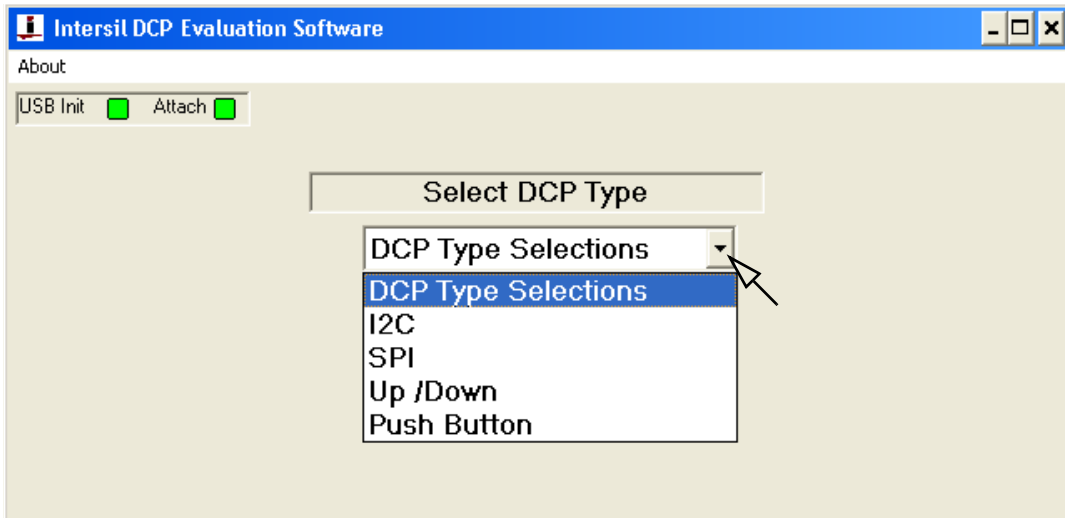 Intersil DCP Evaluation Software
About
USB Init Attach
Select DCP Type
DCP Type Selections
DCP Type Selections
I2C
SPI
Up /Down
Push Button